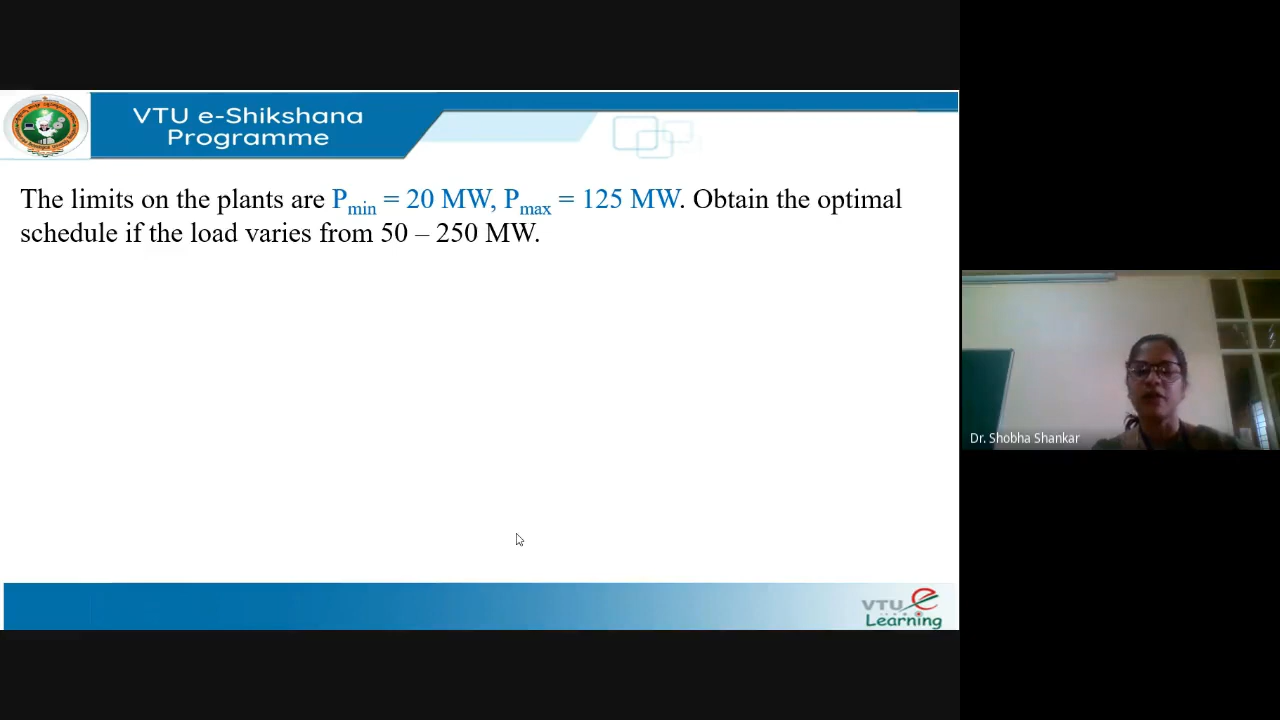 VTU e-Shikshana
Programme
The limits on the plants are Pmin = 20 MW, Pmax = 125 MW. Obtain the optimal
schedule if the load varies from 50 – 250 MW.
Dr. Shobha Shankar
VTU e
Learning